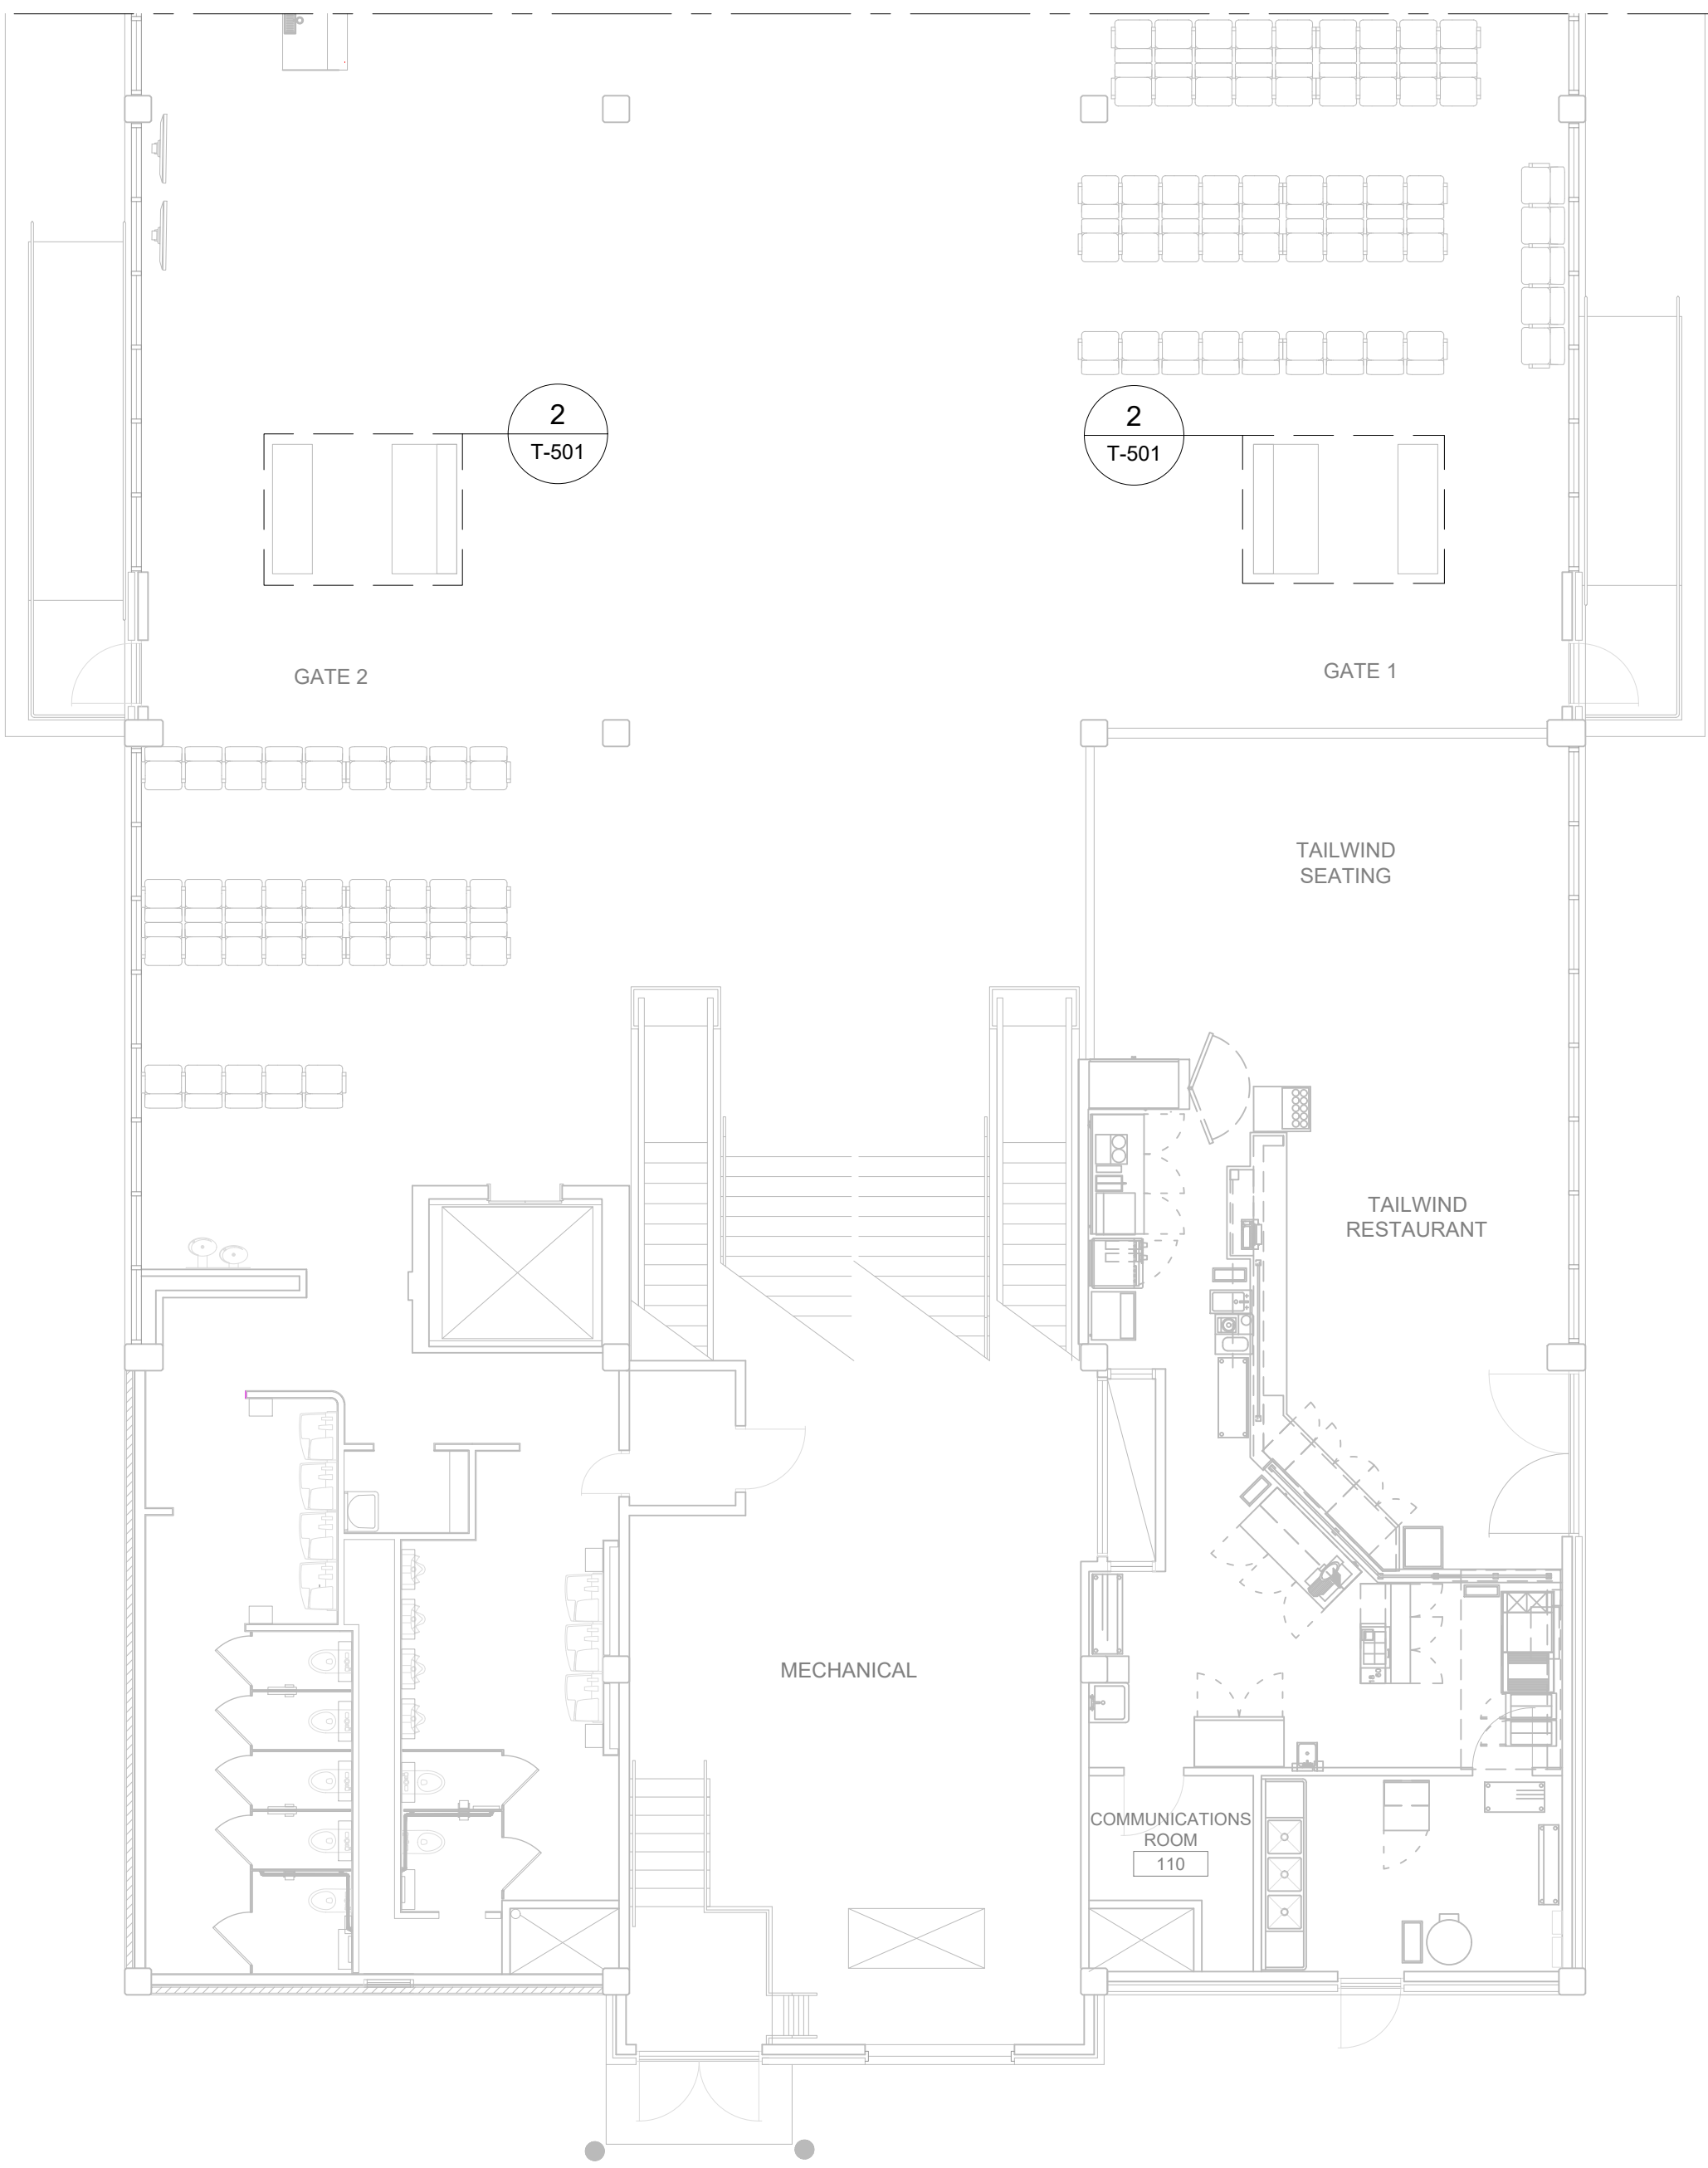 2
T-501
2
T-501
GATE 2
GATE 1
TAILWIND
SEATING
TAILWIND
RESTAURANT
MECHANICAL
COMMUNICATIONS
ROOM
110